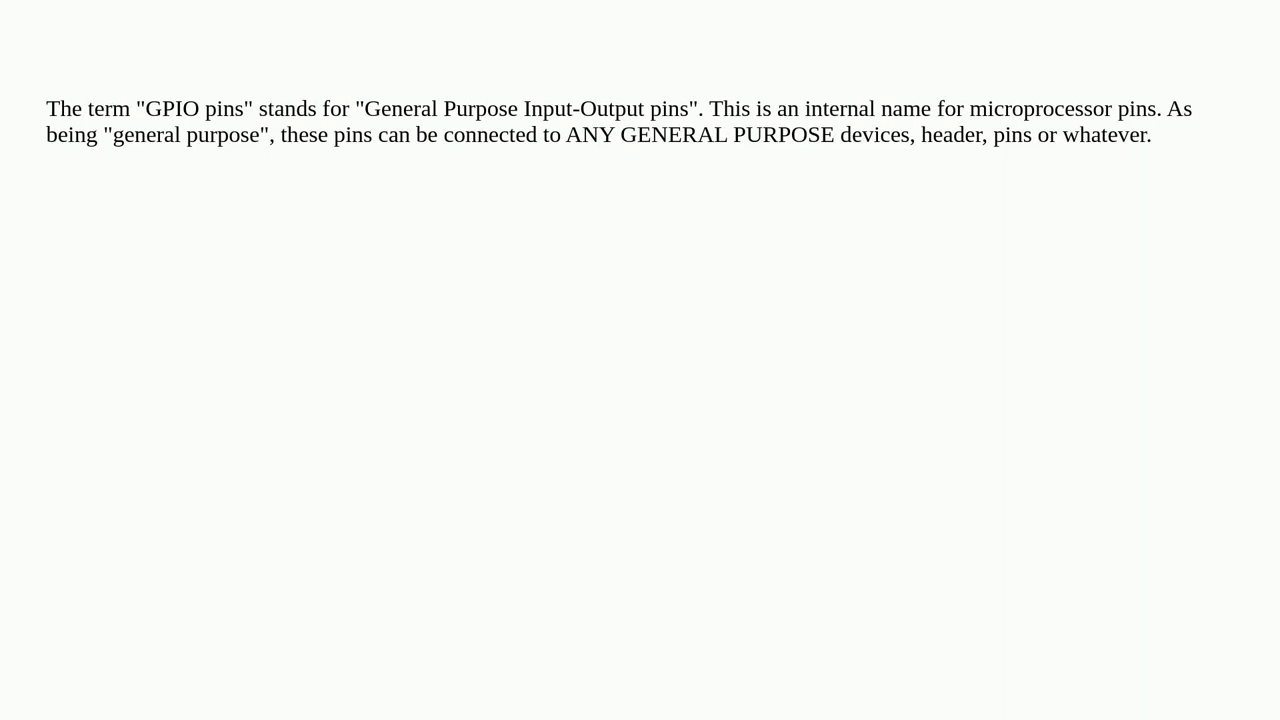 The term "GPIO pins" stands for "General Purpose Input-Output pins". This is an internal name for microprocessor pins. As
being "general purpose", these pins can be connected to ANY GENERAL PURPOSE devices, header, pins or whatever.